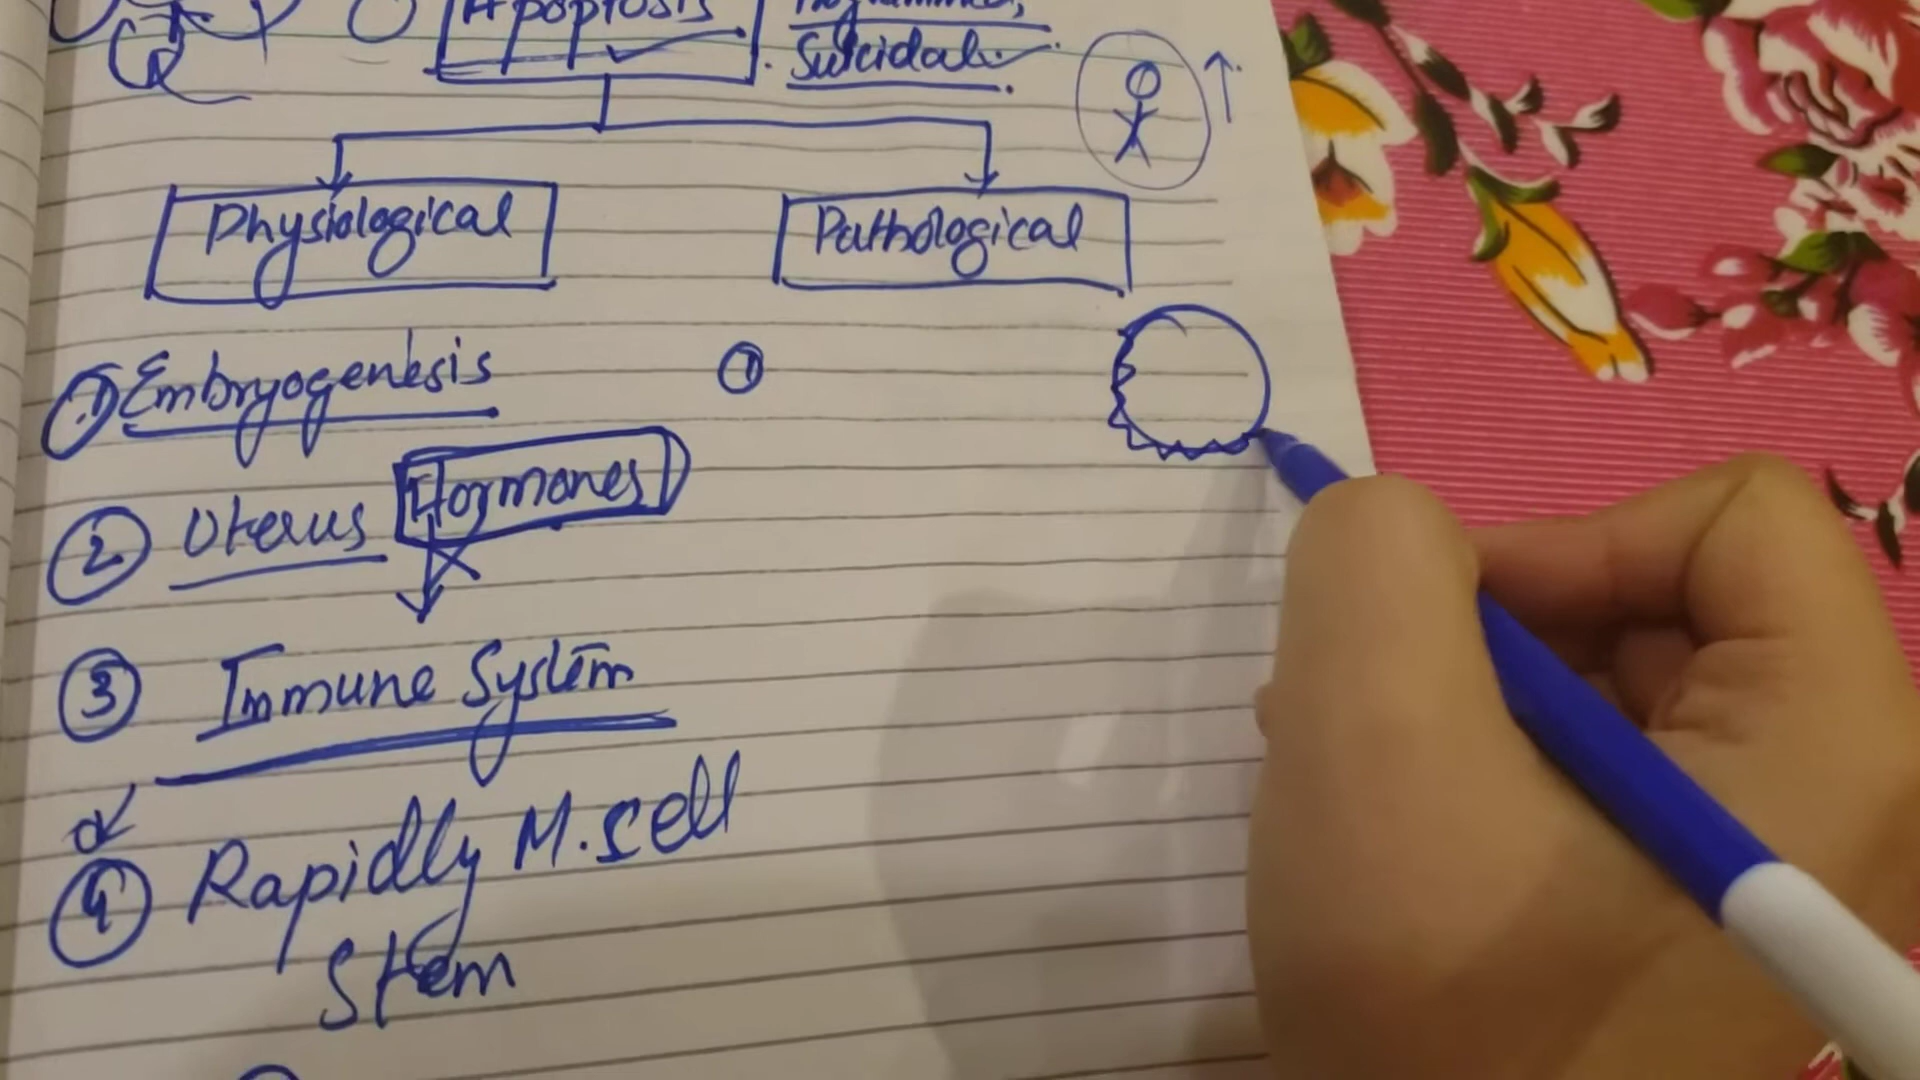 Apoptosis
Suicidal.
Physiological Pathological
① Embryogenesis ①
② Uterus Hormones
③ Immune System
④ Rapidly M. cell
Stem